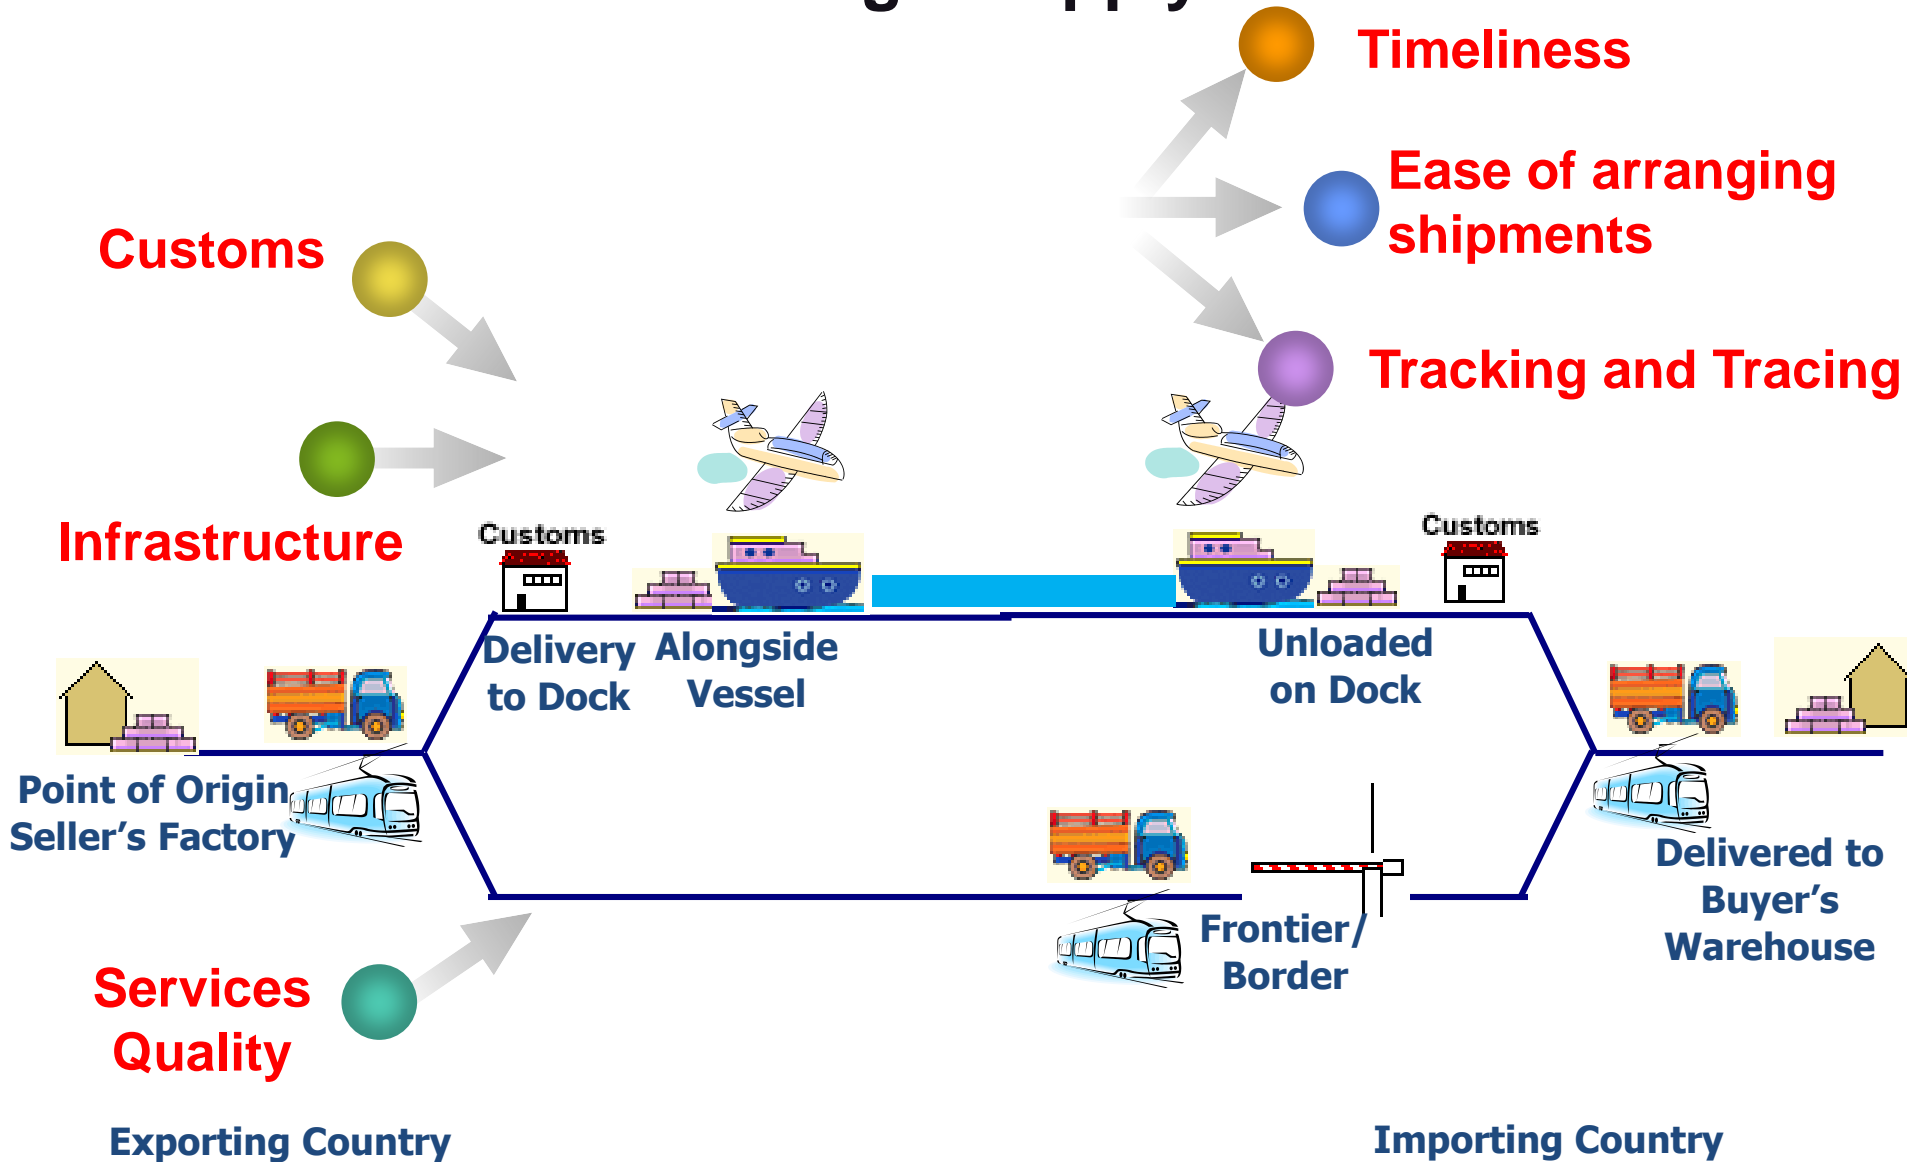 Timeliness
Ease of arranging
shipments
Customs
Tracking and Tracing
Infrastructure
Customs
Customs
Delivery
to Dock
Alongside
Vessel
Unloaded
on Dock
Point of Origin
Seller’s Factory
Delivered to
Buyer’s
Warehouse
Frontier/
Border
Services
Quality
Exporting Country
Importing Country